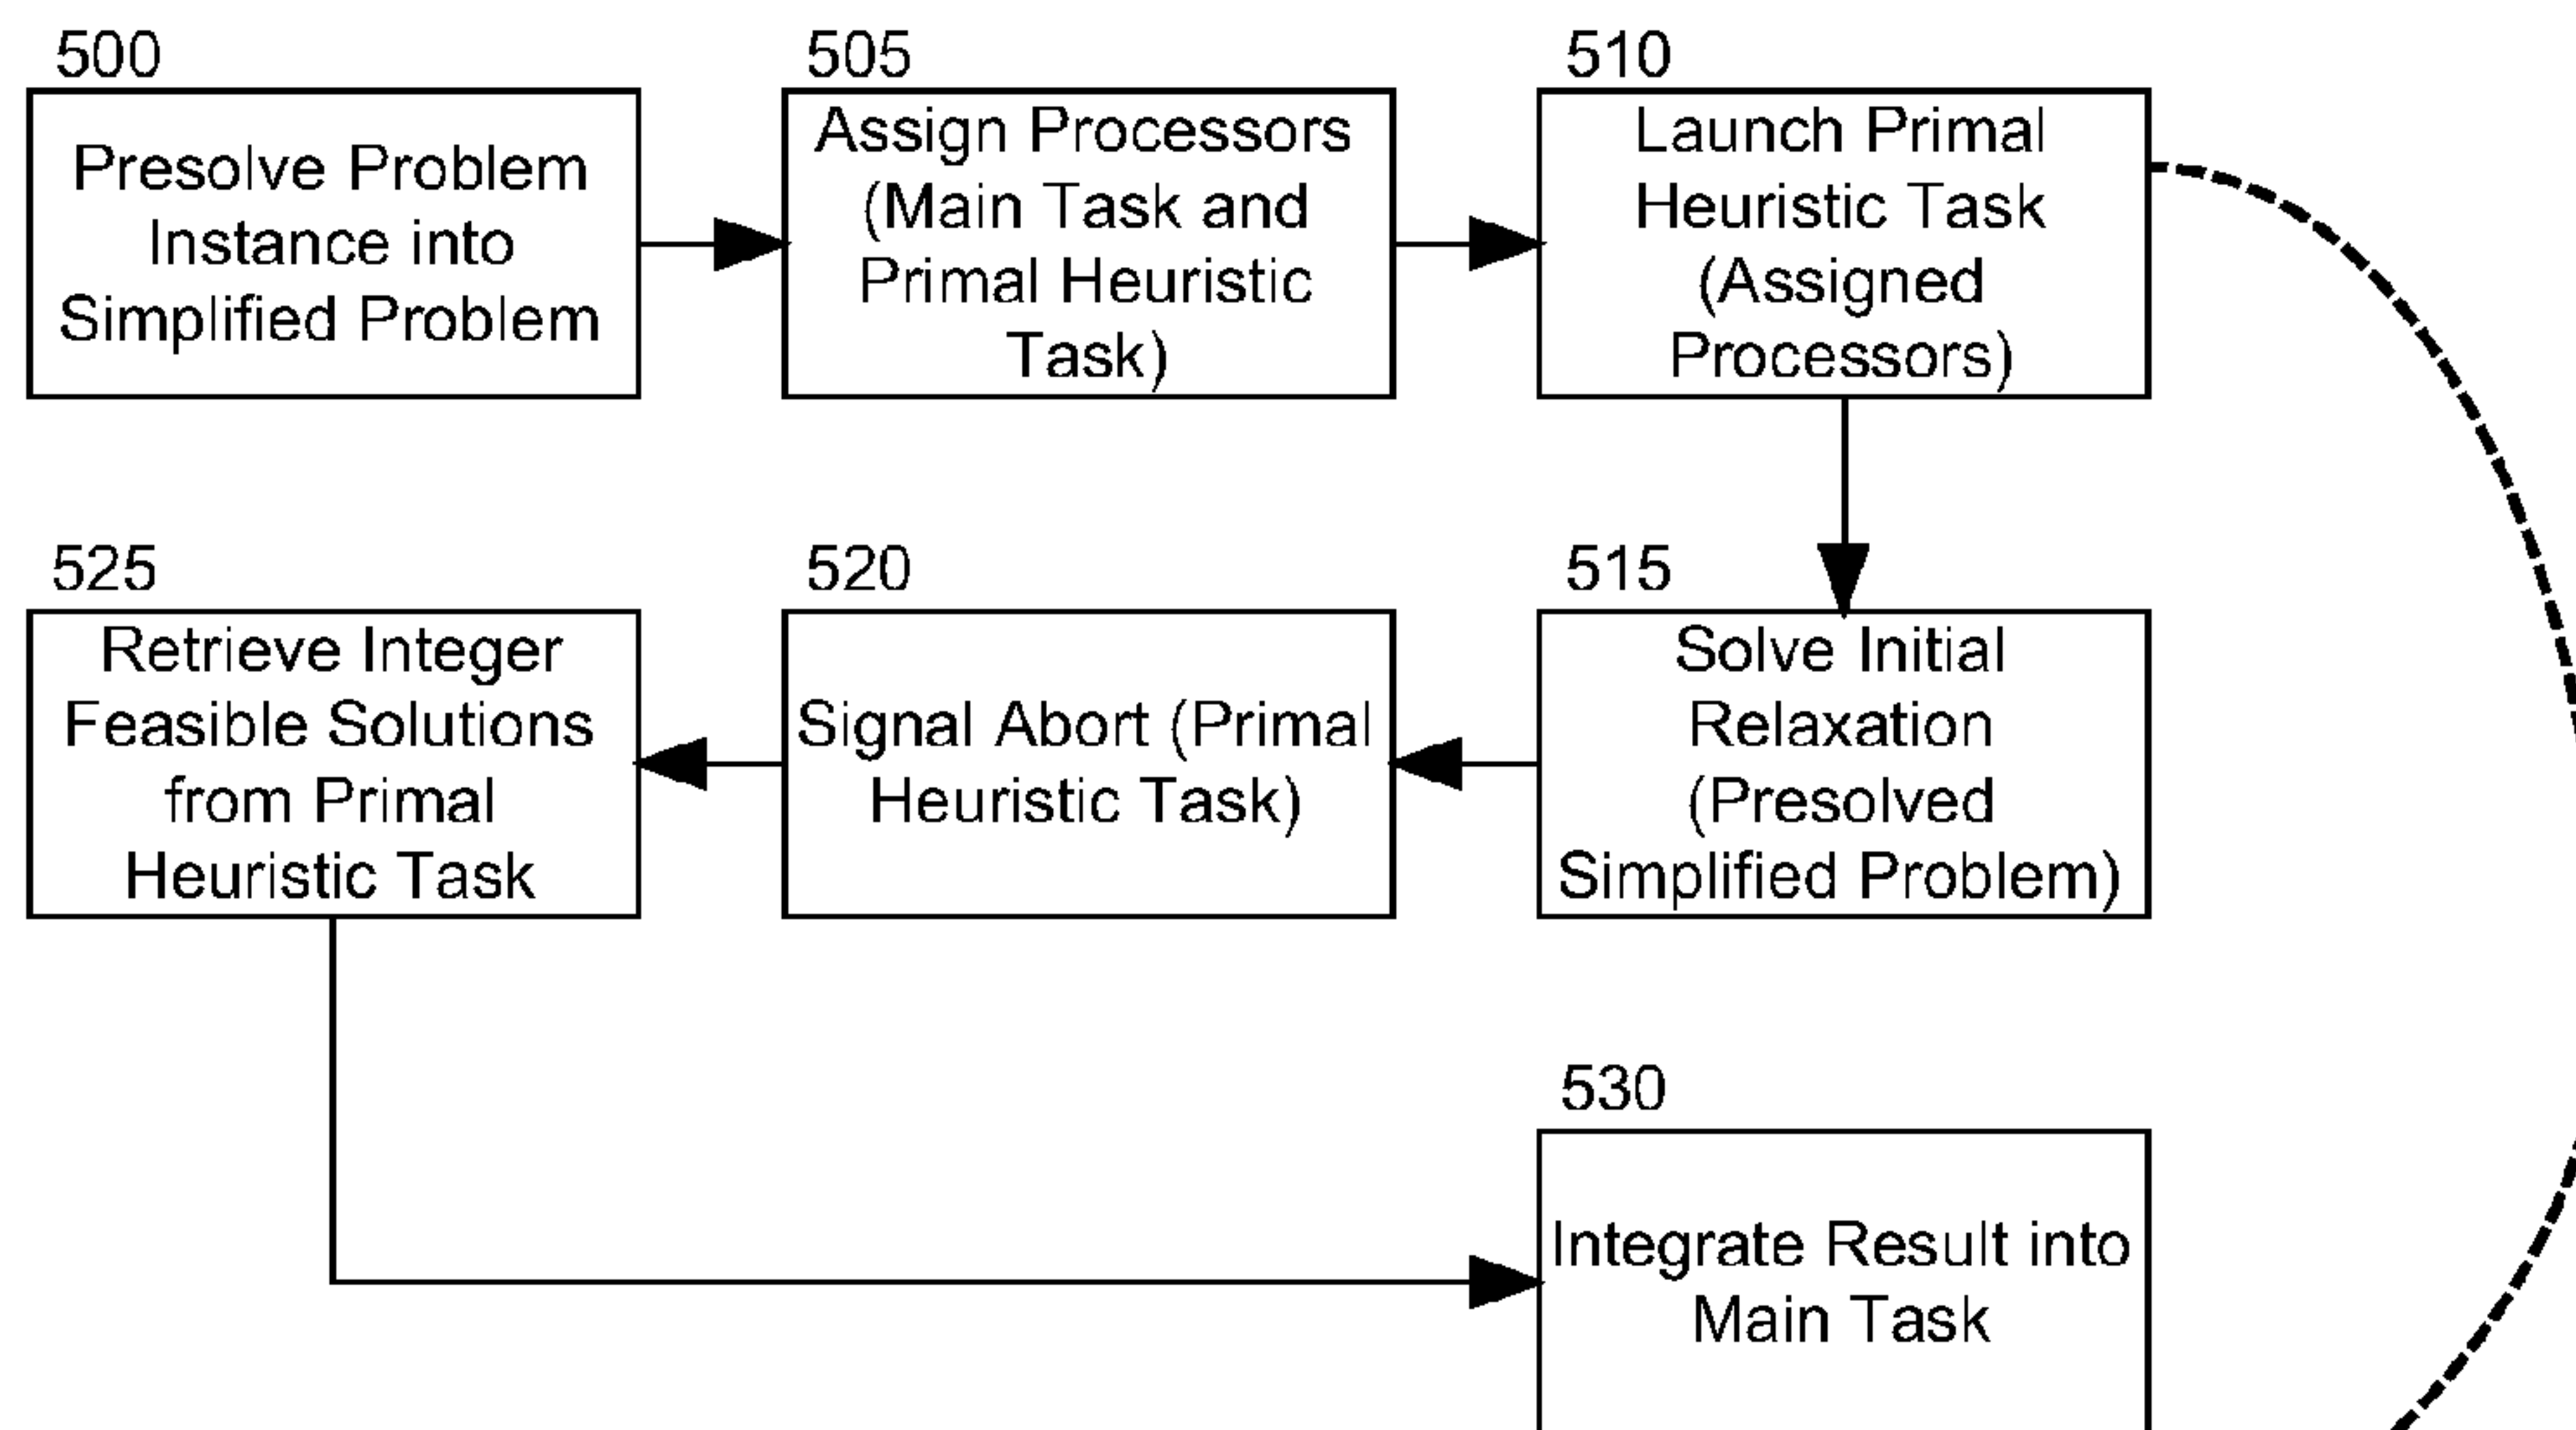 500
Presolve Problem
Instance into
Simplified Problem
505
Assign Processors
(Main Task and
Primal Heuristic
Task)
510
Launch Primal
Heuristic Task
(Assigned
Processors)
515
Solve Initial
Relaxation
(Presolved
Simplified Problem)
520
Signal Abort (Primal
Heuristic Task)
525
Retrieve Integer
Feasible Solutions
from Primal
Heuristic Task
530
Integrate Result into
Main Task